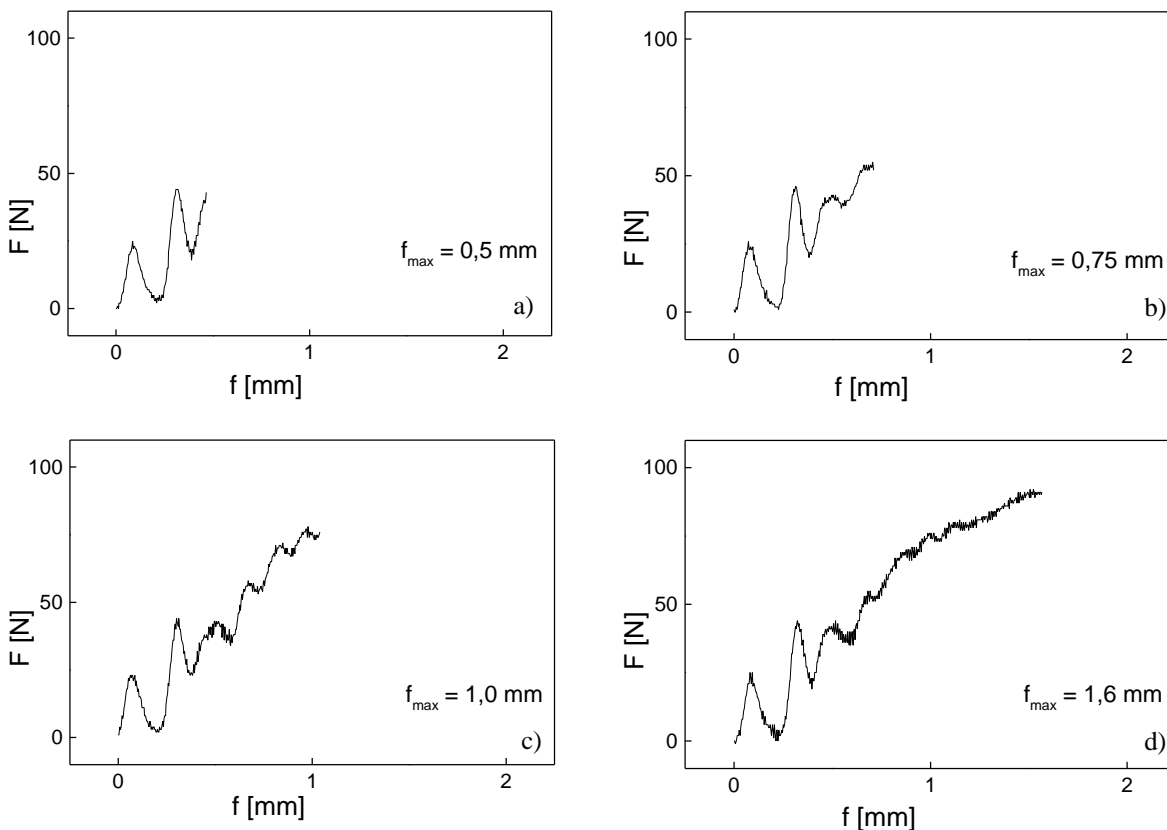 100
50
0
F [N]
f_max = 0,5 mm
a)
0 1 2
f [mm]
100
50
0
F [N]
f_max = 0,75 mm
b)
0 1 2
f [mm]
100
50
0
F [N]
f_max = 1,0 mm
c)
0 1 2
f [mm]
100
50
0
F [N]
f_max = 1,6 mm
d)
0 1 2
f [mm]